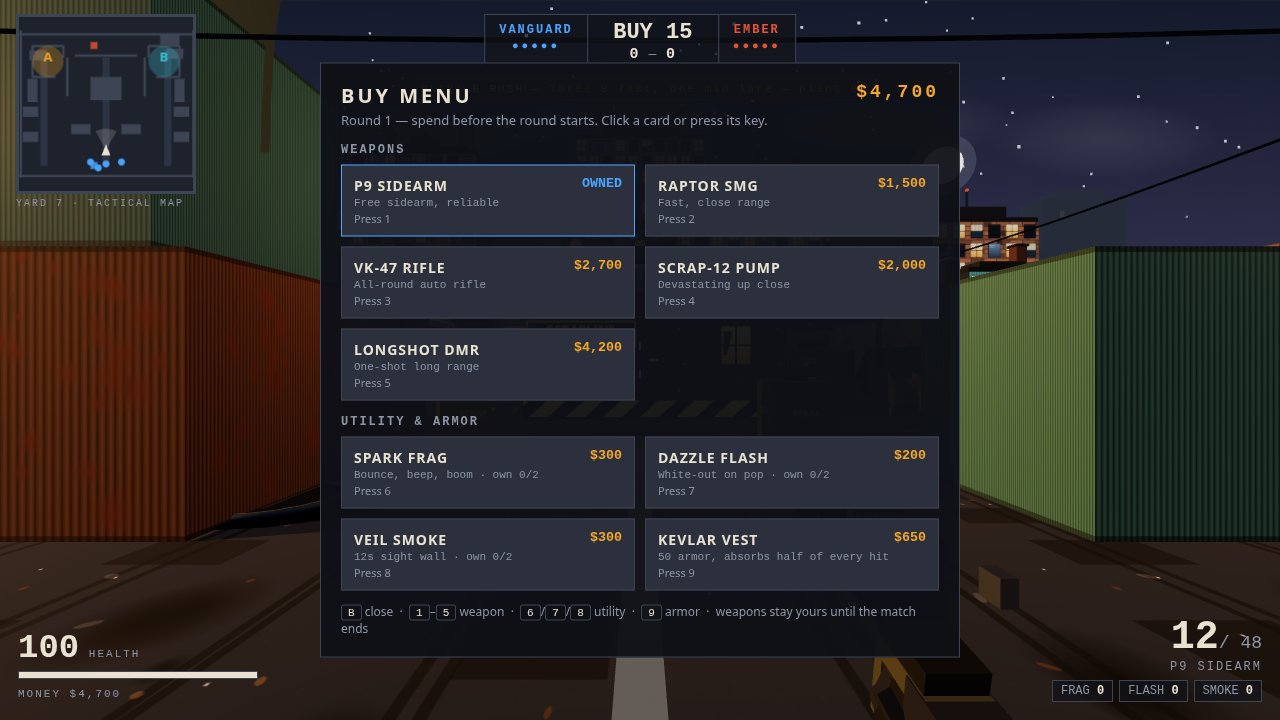 VANGUARD
BUY 15
EMBER
0 — 0
A
B
YARD 7 · TACTICAL MAP
BUY MENU
$4,700
Round 1 — spend before the round starts. Click a card or press its key.
WEAPONS
P9 SIDEARM
OWNED
Free sidearm, reliable
Press 1
RAPTOR SMG
$1,500
Fast, close range
Press 2
VK-47 RIFLE
$2,700
All-round auto rifle
Press 3
SCRAP-12 PUMP
$2,000
Devastating up close
Press 4
LONGSHOT DMR
$4,200
One-shot long range
Press 5
UTILITY & ARMOR
SPARK FRAG
$300
Bounce, beep, boom · own 0/2
Press 6
DAZZLE FLASH
$200
White-out on pop · own 0/2
Press 7
VEIL SMOKE
$300
12s sight wall · own 0/2
Press 8
KEVLAR VEST
$650
50 armor, absorbs half of every hit
Press 9
B close · 1–5 weapon · 6/7/8 utility · 9 armor · weapons stay yours until the match
ends
100 HEALTH
MONEY $4,700
12 / 48
P9 SIDEARM
FRAG 0
FLASH 0
SMOKE 0